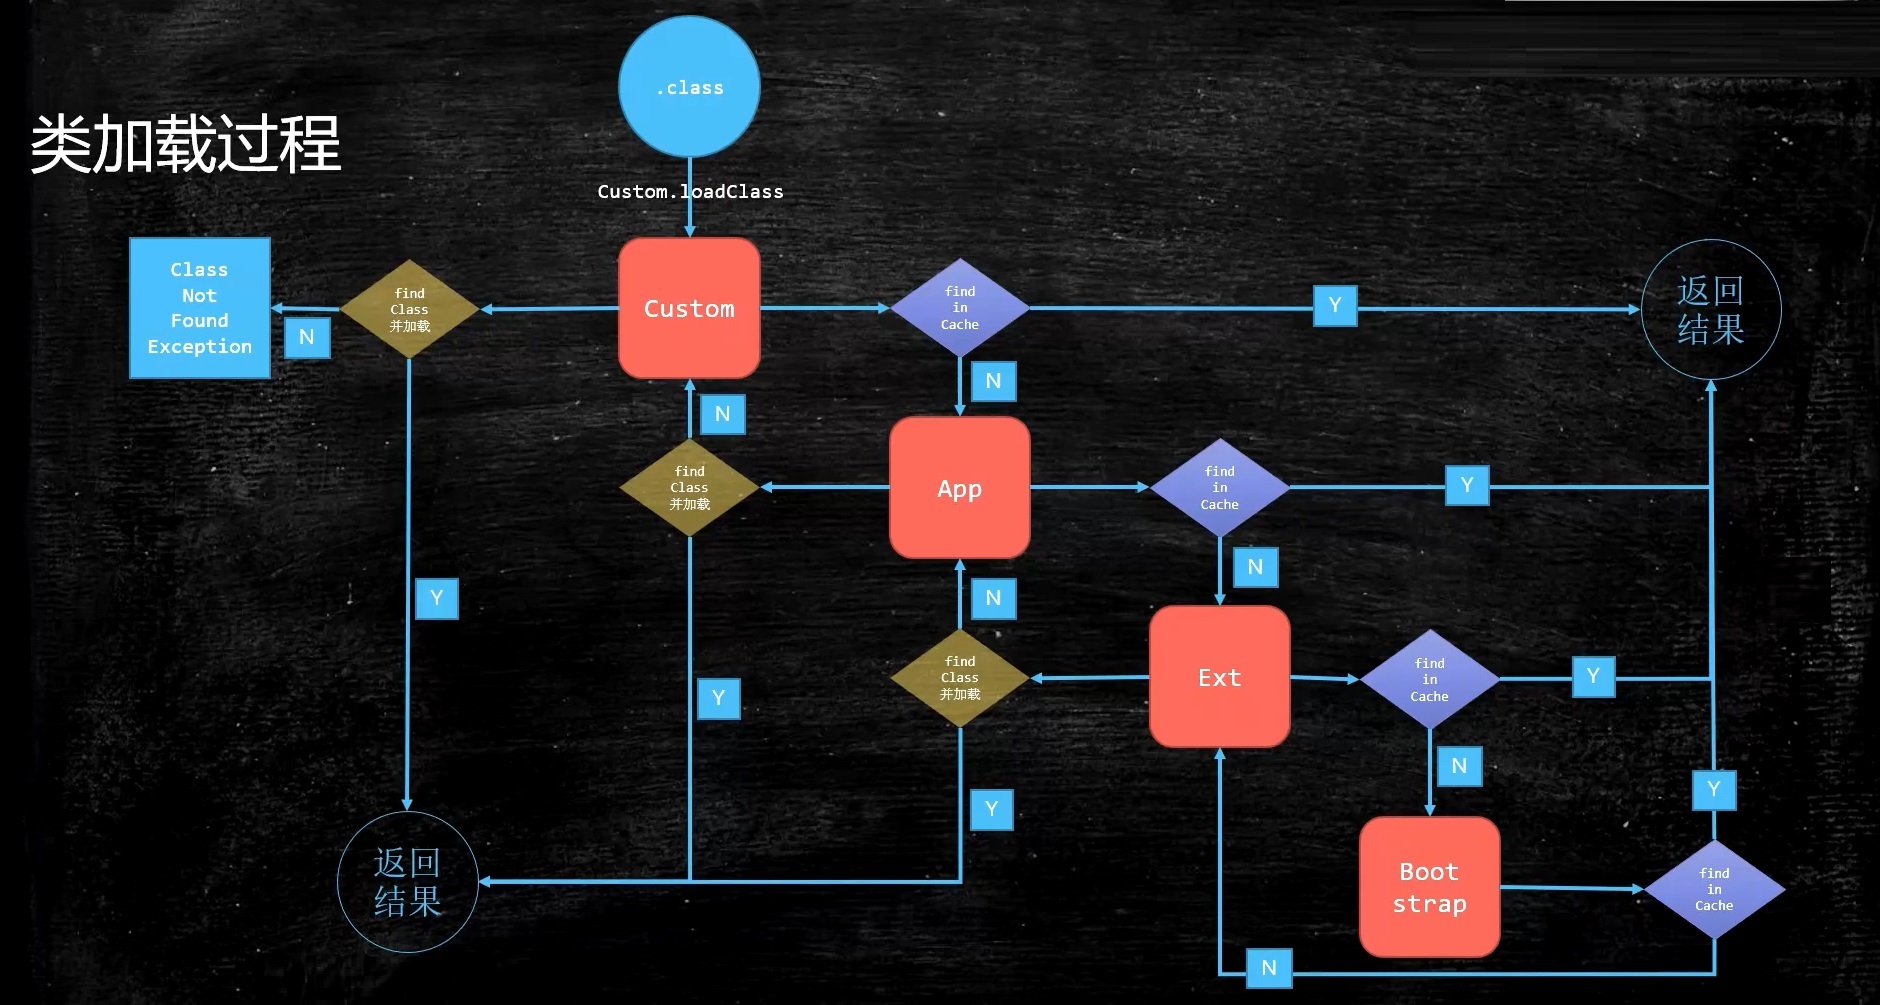 .class
类加载过程
Custom.loadClass
Class
Not
Found
Exception
N
find
Class
并加载
Custom
find
in
Cache
Y
返回
结果
N
N
find
Class
并加载
App
find
in
Cache
Y
N
Y
N
find
Class
并加载
Ext
find
in
Cache
Y
Y
N
Y
Y
返回
结果
Boot
strap
find
in
Cache
N